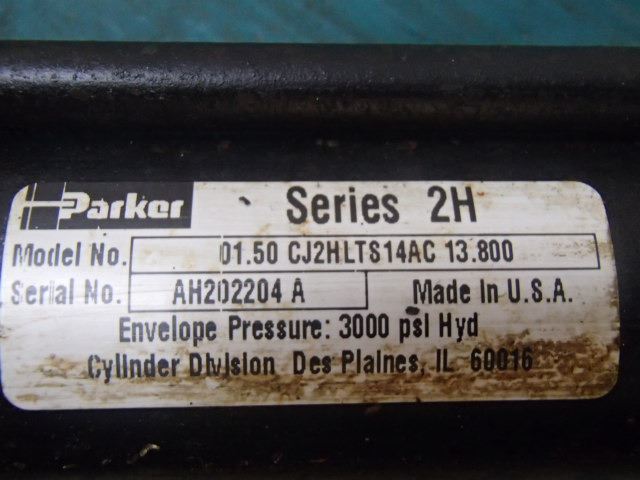 Parker Series 2H
Model No. 01.50 CJ2HLTS14AC 13.800
Serial No. AH202204 A Made In U.S.A.
Envelope Pressure: 3000 psi Hyd
Cylinder Division Des Plaines, IL 60016